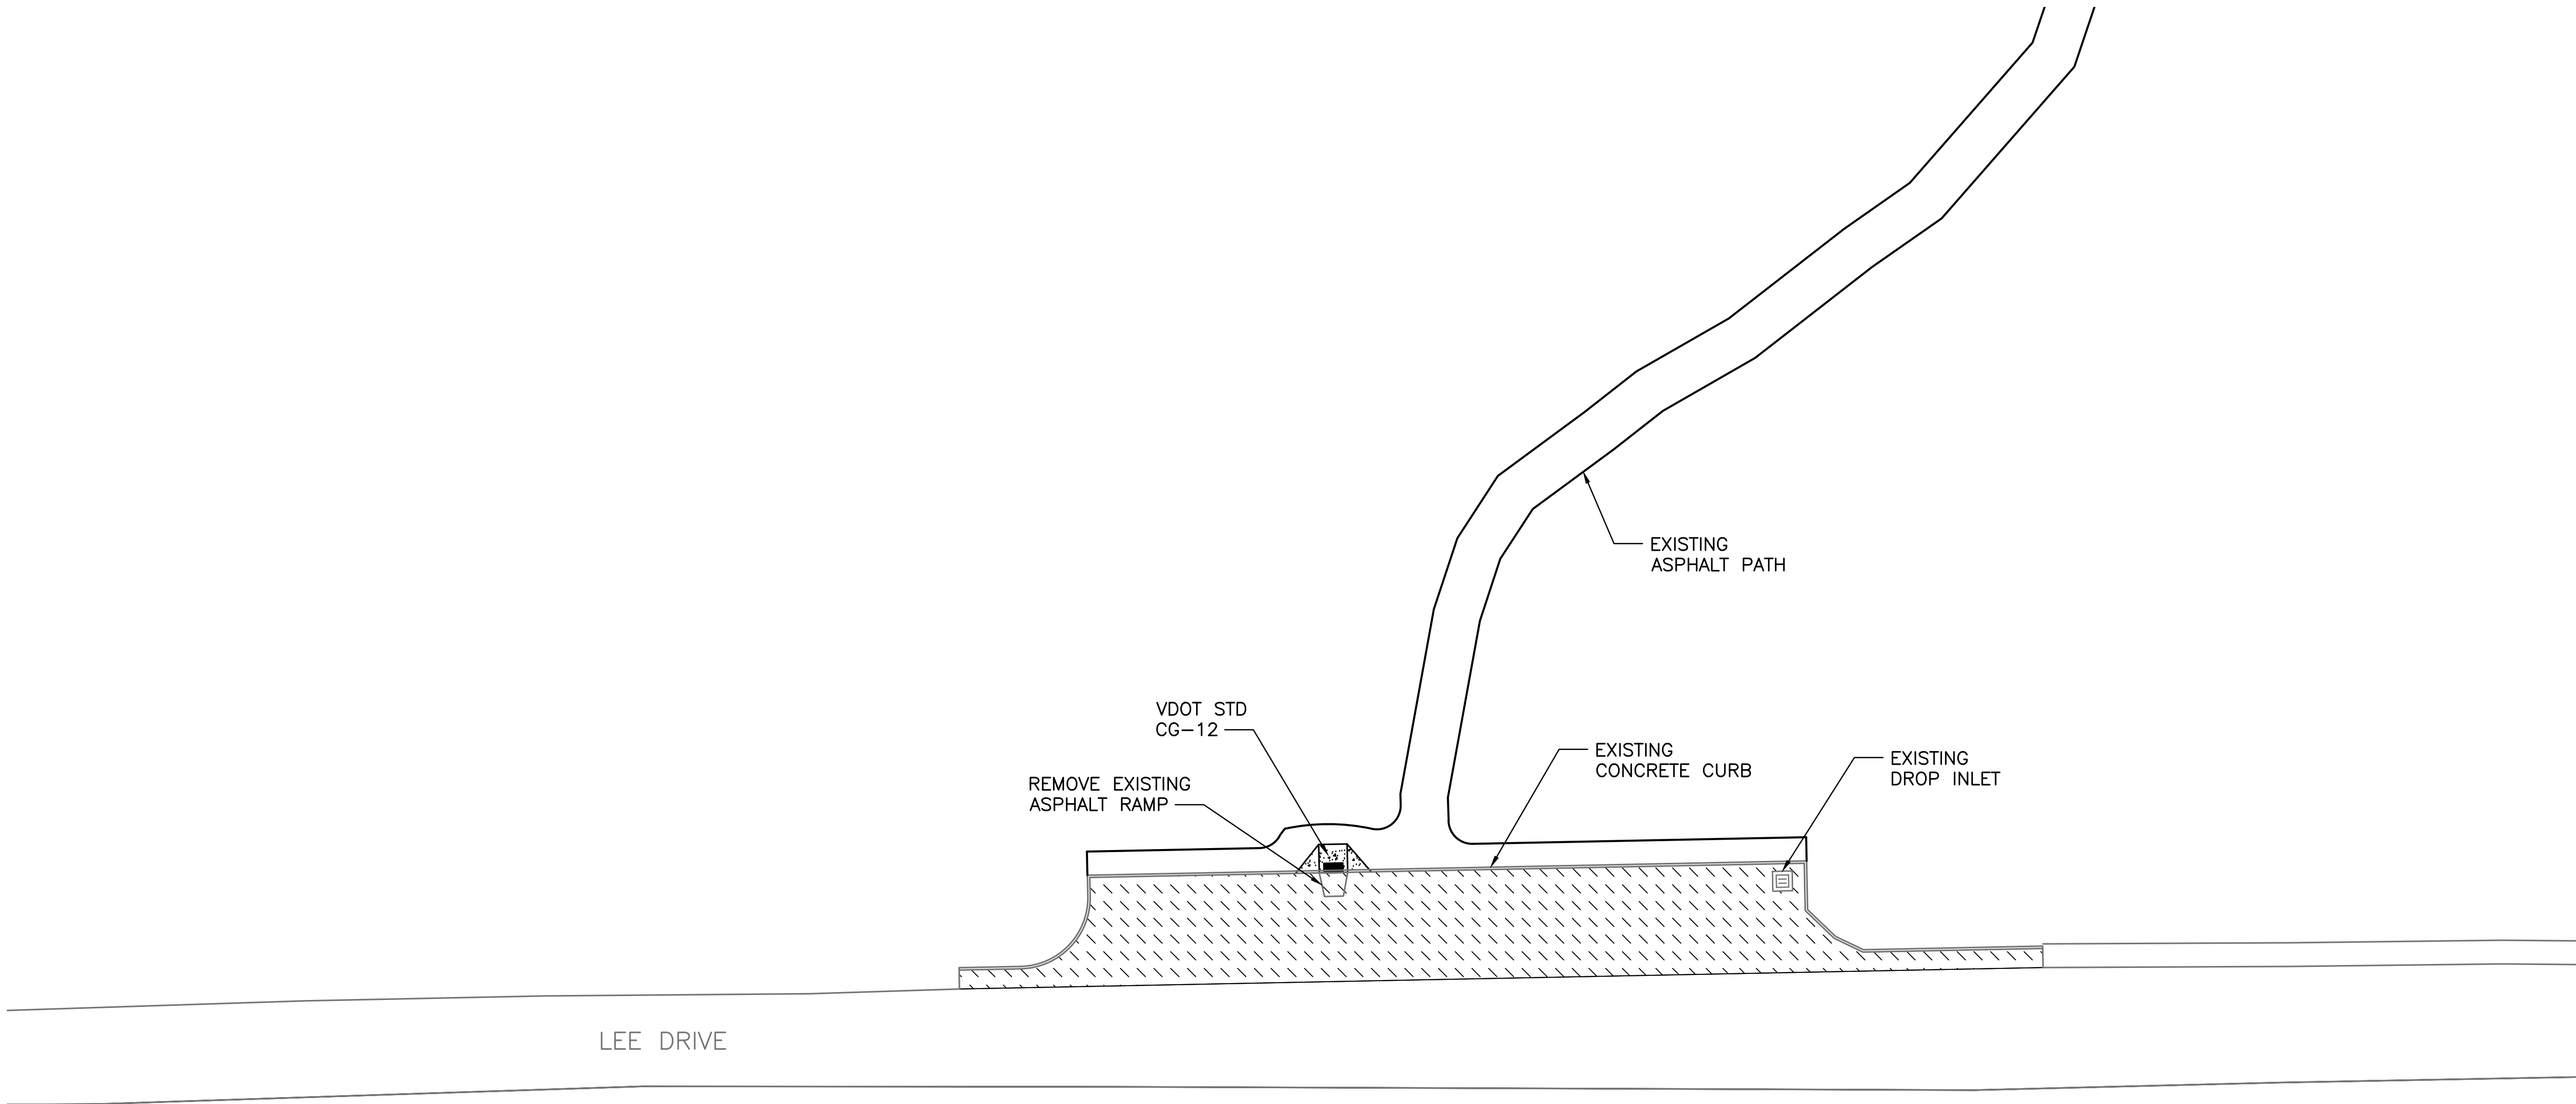 EXISTING
ASPHALT PATH
VDOT STD
CG-12
REMOVE EXISTING
ASPHALT RAMP
EXISTING
CONCRETE CURB
EXISTING
DROP INLET
LEE DRIVE